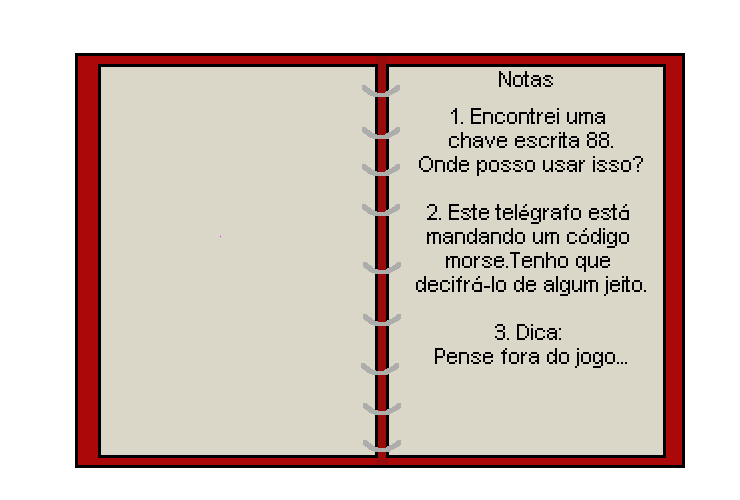 Notas
1. Encontrei uma
chave escrita 88.
Onde posso usar isso?
2. Este telégrafo está
mandando um código
morse.Tenho que
decifrá-lo de algum jeito.
3. Dica:
Pense fora do jogo...